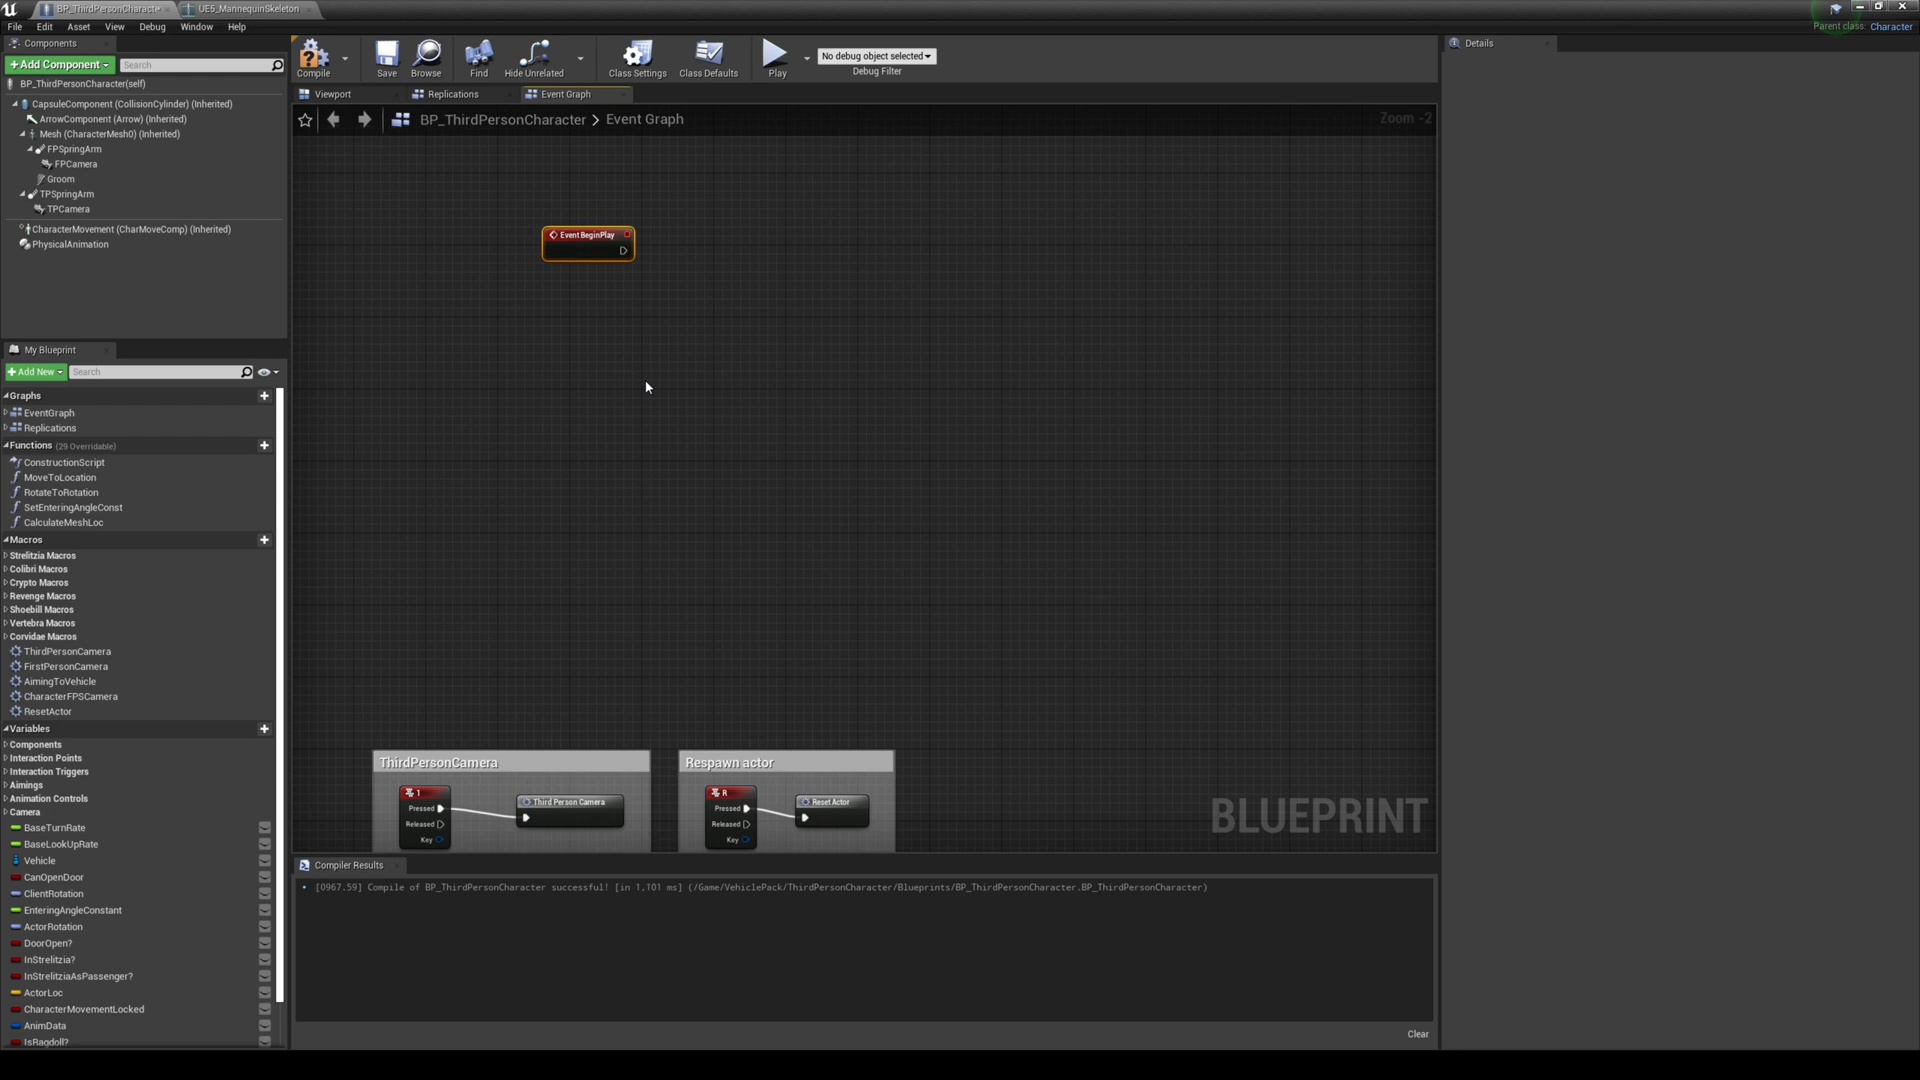 BP_ThirdPersonCharacter*
UE5_MannequinSkeleton
File Edit Asset View Debug Window Help
Parent class: Character
Components
+Add Component
Search
BP_ThirdPersonCharacter(self)
CapsuleComponent (CollisionCylinder) (Inherited)
ArrowComponent (Arrow) (Inherited)
Mesh (CharacterMesh0) (Inherited)
FPSpringArm
FPCamera
Groom
TPSpringArm
TPCamera
CharacterMovement (CharMoveComp) (Inherited)
PhysicalAnimation
My Blueprint
+Add New
Search
Graphs
EventGraph
Replications
Functions (29 Overridable)
ConstructionScript
MoveToLocation
RotateToRotation
SetEnteringAngleConst
CalculateMeshLoc
Macros
Strelitzia Macros
Colibri Macros
Crypto Macros
Revenge Macros
Shoebill Macros
Vertebra Macros
Corvidae Macros
ThirdPersonCamera
FirstPersonCamera
AimingToVehicle
CharacterFPSCamera
ResetActor
Variables
Components
Interaction Points
Interaction Triggers
Aimings
Animation Controls
Camera
BaseTurnRate
BaseLookUpRate
Vehicle
CanOpenDoor
ClientRotation
EnteringAngleConstant
ActorRotation
DoorOpen?
InStrelitzia?
InStrelitziaAsPassenger?
ActorLoc
CharacterMovementLocked
AnimData
IsRagdoll?
Compile
Save
Browse
Find
Hide Unrelated
Class Settings
Class Defaults
Play
No debug object selected
Debug Filter
Viewport
Replications
Event Graph
BP_ThirdPersonCharacter > Event Graph
Zoom -2
Event BeginPlay
ThirdPersonCamera
1
Pressed
Released
Key
Third Person Camera
Respawn actor
R
Pressed
Released
Key
Reset Actor
BLUEPRINT
Compiler Results
[0967.59] Compile of BP_ThirdPersonCharacter successful! [in 1,101 ms] (/Game/VehiclePack/ThirdPersonCharacter/Blueprints/BP_ThirdPersonCharacter.BP_ThirdPersonCharacter)
Clear
Details